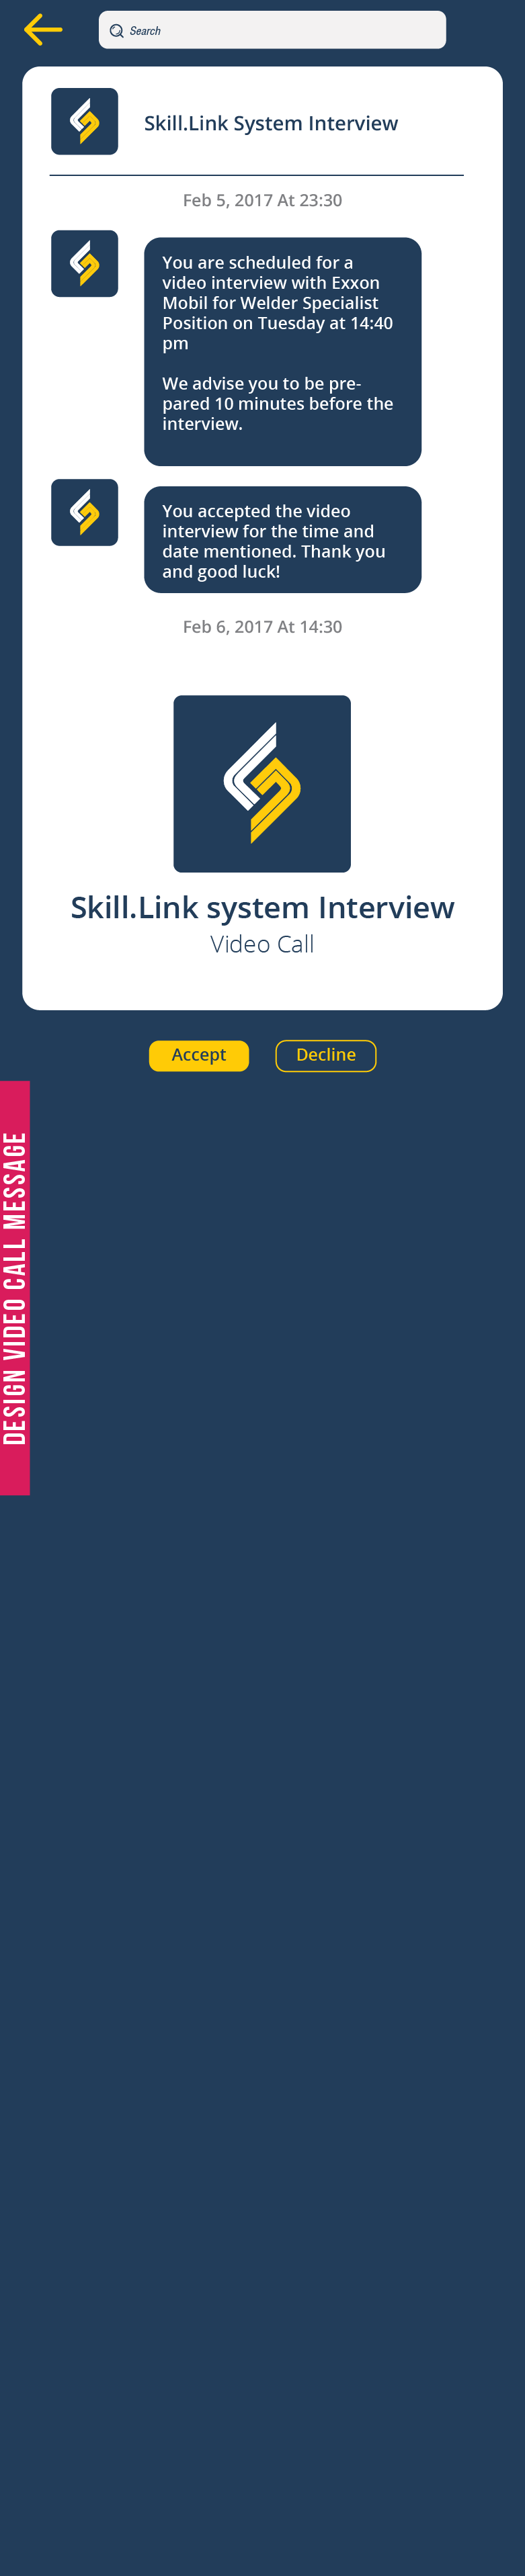 Search
Skill.Link System Interview
Feb 5, 2017 At 23:30
You are scheduled for a
video interview with Exxon
Mobil for Welder Specialist
Position on Tuesday at 14:40
pm
We advise you to be pre-
pared 10 minutes before the
interview.
You accepted the video
interview for the time and
date mentioned. Thank you
and good luck!
Feb 6, 2017 At 14:30
Skill.Link system Interview
Video Call
Accept
Decline
DESIGN VIDEO CALL MESSAGE